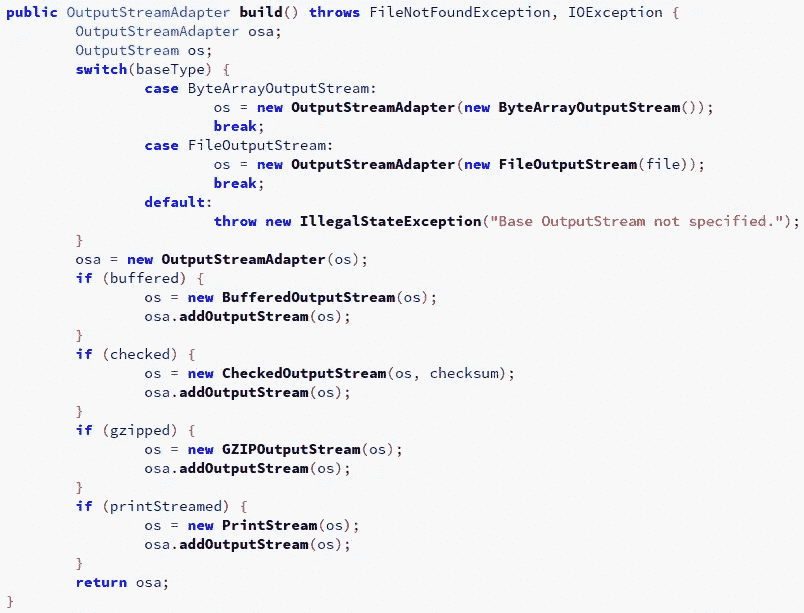 public OutputStreamAdapter build() throws FileNotFoundException, IOException {
        OutputStreamAdapter osa;
        OutputStream os;
        switch(baseType) {
                case ByteArrayOutputStream:
                        os = new OutputStreamAdapter(new ByteArrayOutputStream());
                        break;
                case FileOutputStream:
                        os = new OutputStreamAdapter(new FileOutputStream(file));
                        break;
                default:
                        throw new IllegalStateException("Base OutputStream not specified.");
        }
        osa = new OutputStreamAdapter(os);
        if (buffered) {
                os = new BufferedOutputStream(os);
                osa.addOutputStream(os);
        }
        if (checked) {
                os = new CheckedOutputStream(os, checksum);
                osa.addOutputStream(os);
        }
        if (gzipped) {
                os = new GZIPOutputStream(os);
                osa.addOutputStream(os);
        }
        if (printStreamed) {
                os = new PrintStream(os);
                osa.addOutputStream(os);
        }
        return osa;
}